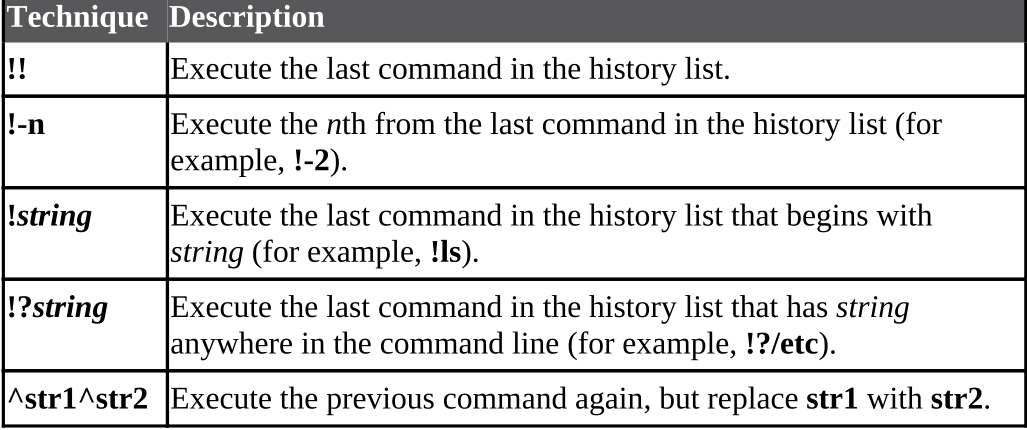 Technique Description
!! Execute the last command in the history list.
!-n Execute the nth from the last command in the history list (for
example, !-2).
!string Execute the last command in the history list that begins with
string (for example, !ls).
!?string Execute the last command in the history list that has string
anywhere in the command line (for example, !?/etc).
^str1^str2 Execute the previous command again, but replace str1 with str2.